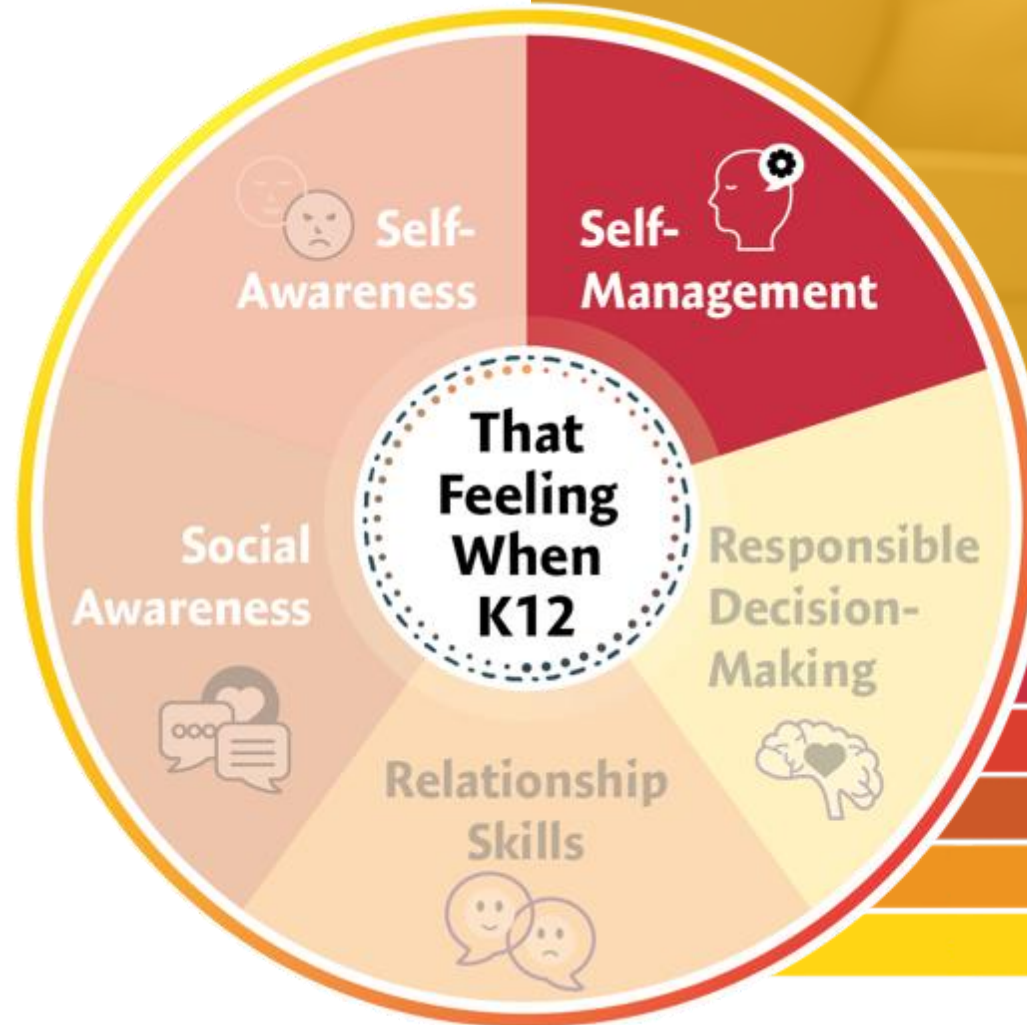 Self-
Awareness
Self-
Management
That
Feeling
When
K12
Social
Awareness
Responsible
Decision-
Making
Relationship
Skills